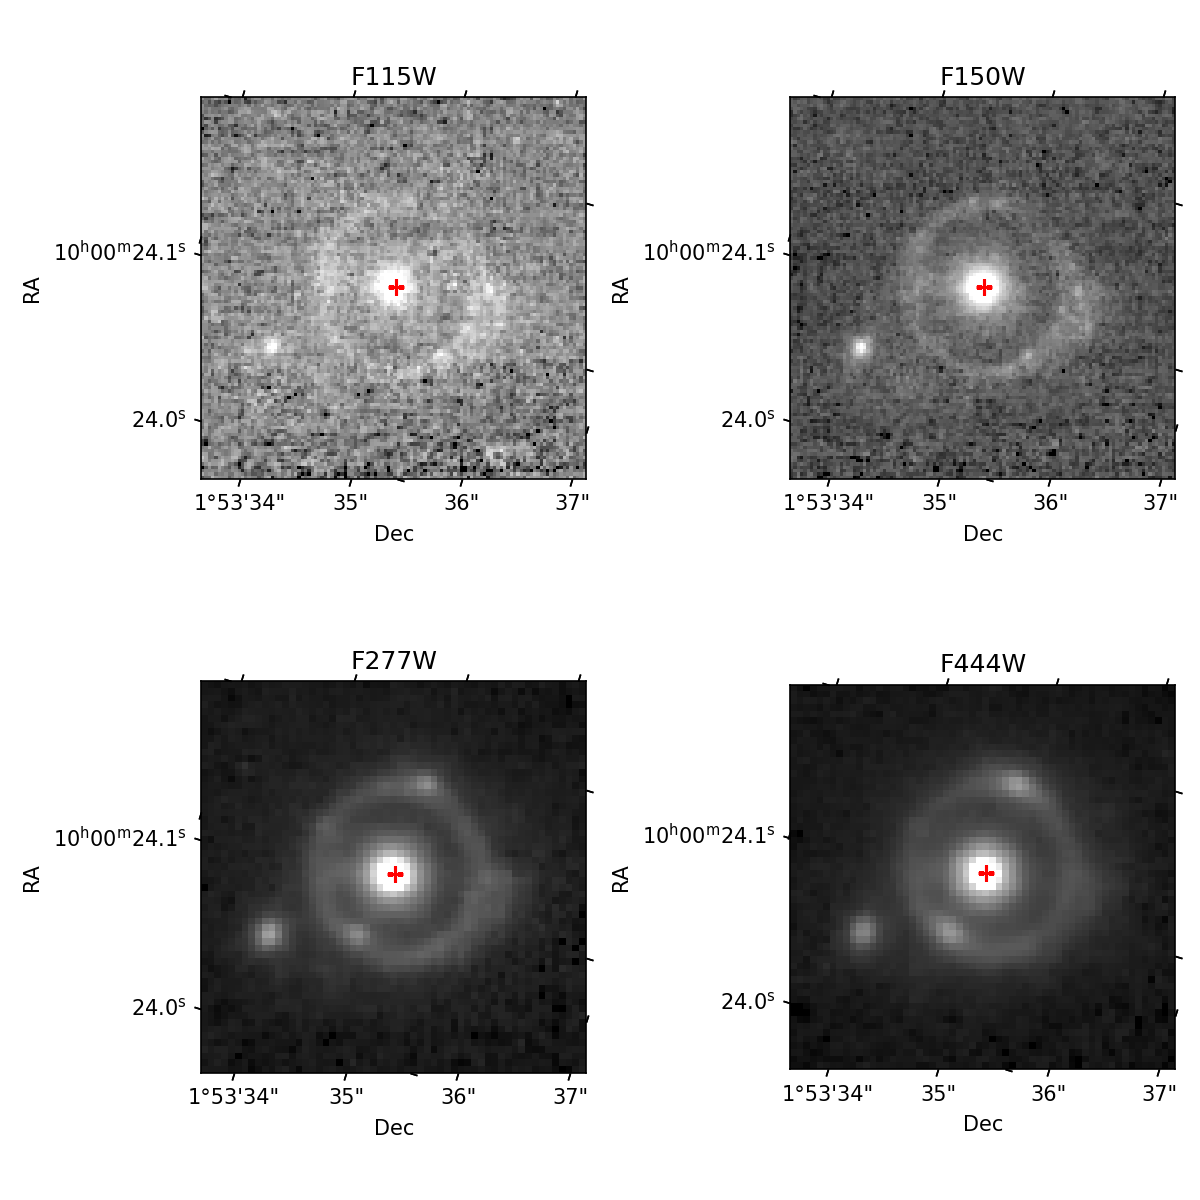 F115W
F150W
RA
10ʰ00ᵐ24.1ˢ
24.0ˢ
1°53'34" 35" 36" 37"
Dec
RA
10ʰ00ᵐ24.1ˢ
24.0ˢ
1°53'34" 35" 36" 37"
Dec
F277W
F444W
RA
10ʰ00ᵐ24.1ˢ
24.0ˢ
1°53'34" 35" 36" 37"
Dec
RA
10ʰ00ᵐ24.1ˢ
24.0ˢ
1°53'34" 35" 36" 37"
Dec